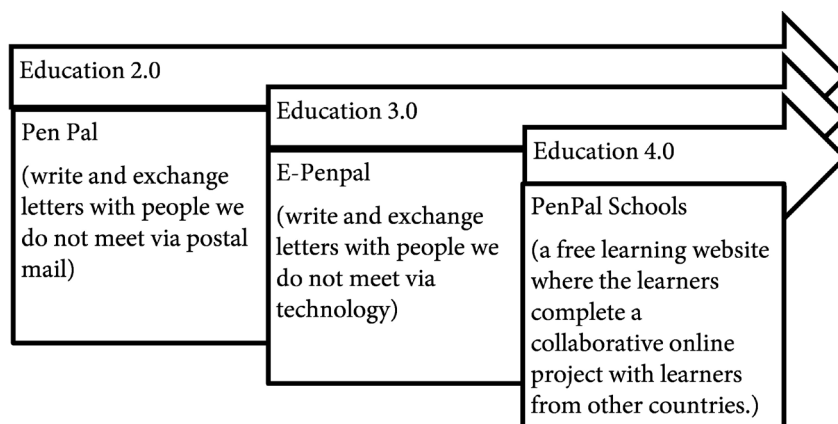 Education 2.0
Pen Pal
(write and exchange
letters with people we
do not meet via postal
mail)
Education 3.0
E-Penpal
(write and exchange
letters with people we
do not meet via
technology)
Education 4.0
PenPal Schools
(a free learning website
where the learners
complete a
collaborative online
project with learners
from other countries.)